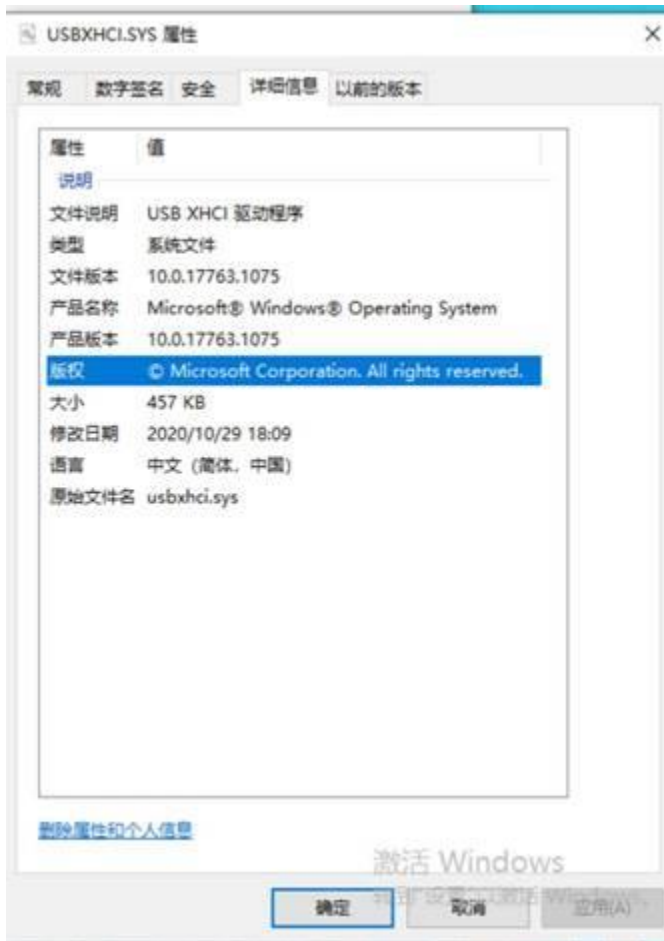 USBXHCI.SYS 属性
常规 数字签名 安全 详细信息 以前的版本
属性 值
说明
文件说明 USB XHCI 驱动程序
类型 系统文件
文件版本 10.0.17763.1075
产品名称 Microsoft® Windows® Operating System
产品版本 10.0.17763.1075
版权 © Microsoft Corporation. All rights reserved.
大小 457 KB
修改日期 2020/10/29 18:09
语言 中文 (简体，中国)
原始文件名 usbxhci.sys
删除属性和个人信息
激活 Windows
确定 取消 应用(A)